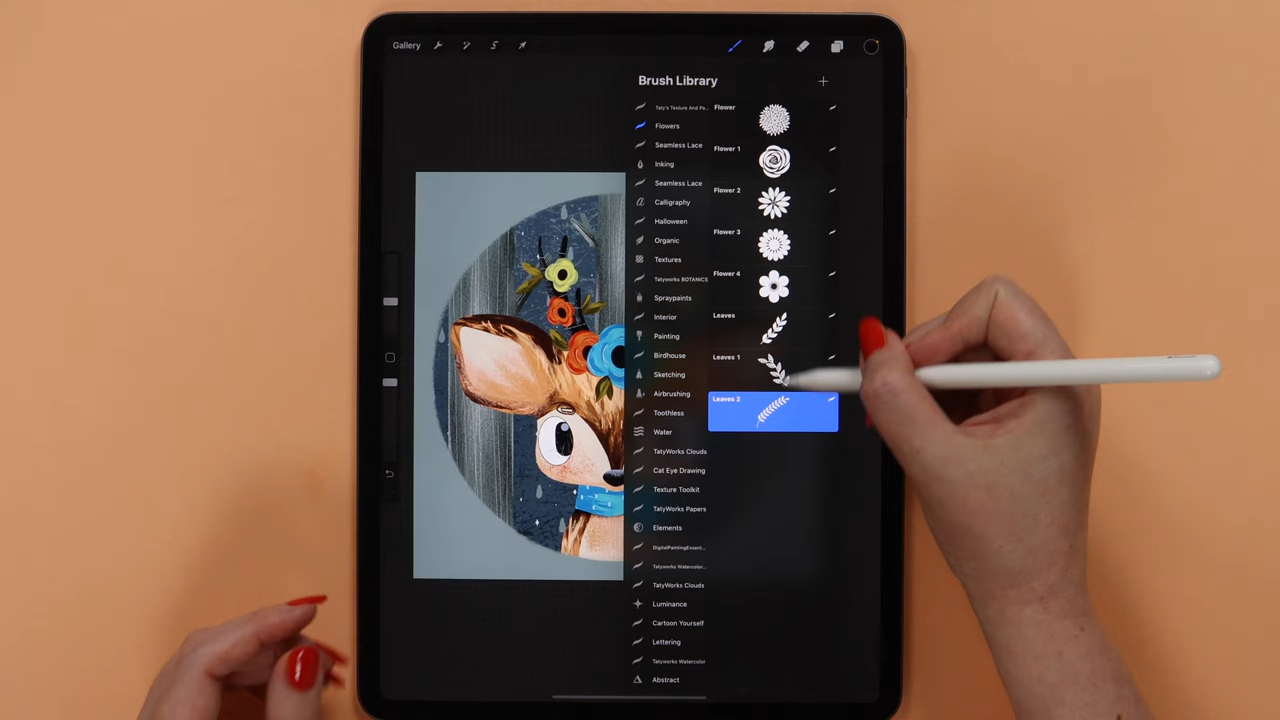 Gallery
Brush Library
Taty's Texture And Pa...
Flowers
Seamless Lace
Inking
Seamless Lace
Calligraphy
Halloween
Organic
Textures
Tatyworks BOTANICS
Spraypaints
Interior
Painting
Birdhouse
Sketching
Airbrushing
Toothless
Water
TatyWorks Clouds
Cat Eye Drawing
Texture Toolkit
TatyWorks Papers
Elements
DigitalPaintingEssent...
Tatyworks Watercolor...
TatyWorks Clouds
Luminance
Cartoon Yourself
Lettering
Tatyworks Watercolor
Abstract
Flower
Flower 1
Flower 2
Flower 3
Flower 4
Leaves
Leaves 1
Leaves 2